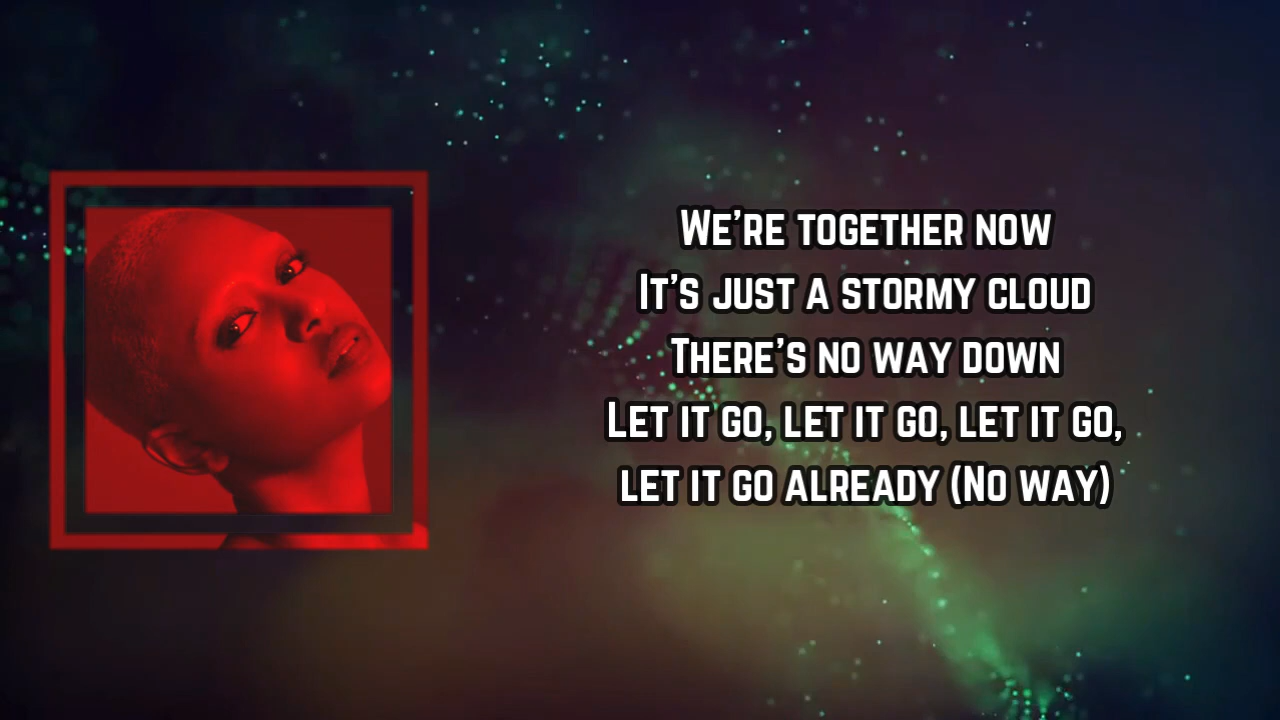 We're together now
It's just a stormy cloud
There's no way down
Let it go, let it go, let it go,
let it go already (No way)